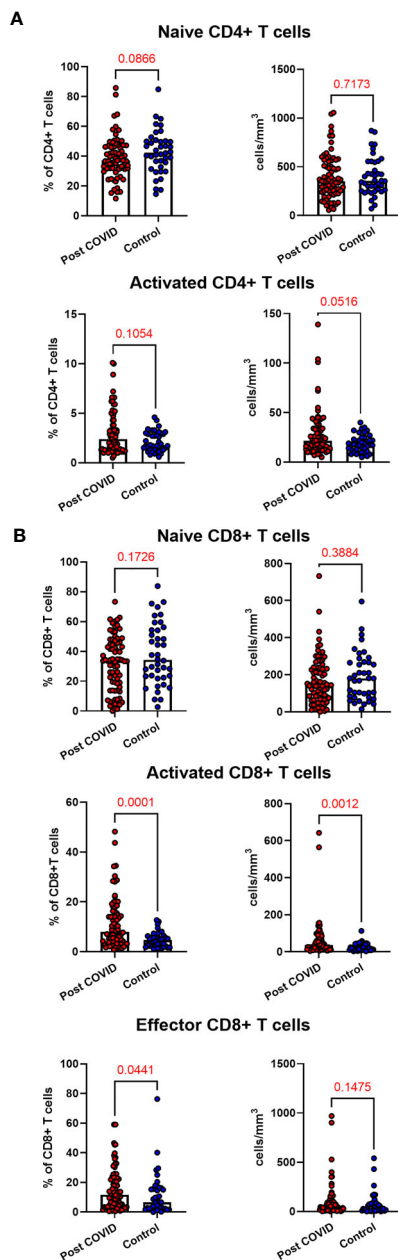 A
Naive CD4+ T cells
0.0866
% of CD4+ T cells
100
80
60
40
20
0
Post COVID
Control
0.7173
cells/mm3
1500
1000
500
0
Post COVID
Control
Activated CD4+ T cells
0.1054
% of CD4+ T cells
15
10
5
0
Post COVID
Control
0.0516
cells/mm3
150
100
50
0
Post COVID
Control
B
Naive CD8+ T cells
0.1726
% of CD8+ T cells
100
80
60
40
20
0
Post COVID
Control
0.3884
cells/mm3
800
600
400
200
0
Post COVID
Control
Activated CD8+ T cells
0.0001
% of CD8+T cells
60
40
20
0
Post COVID
Control
0.0012
cells/mm3
800
600
400
200
0
Post COVID
Control
Effector CD8+ T cells
0.0441
% of CD8+ T cells
100
80
60
40
20
0
Post COVID
Control
0.1475
cells/mm3
1500
1000
500
0
Post COVID
Control